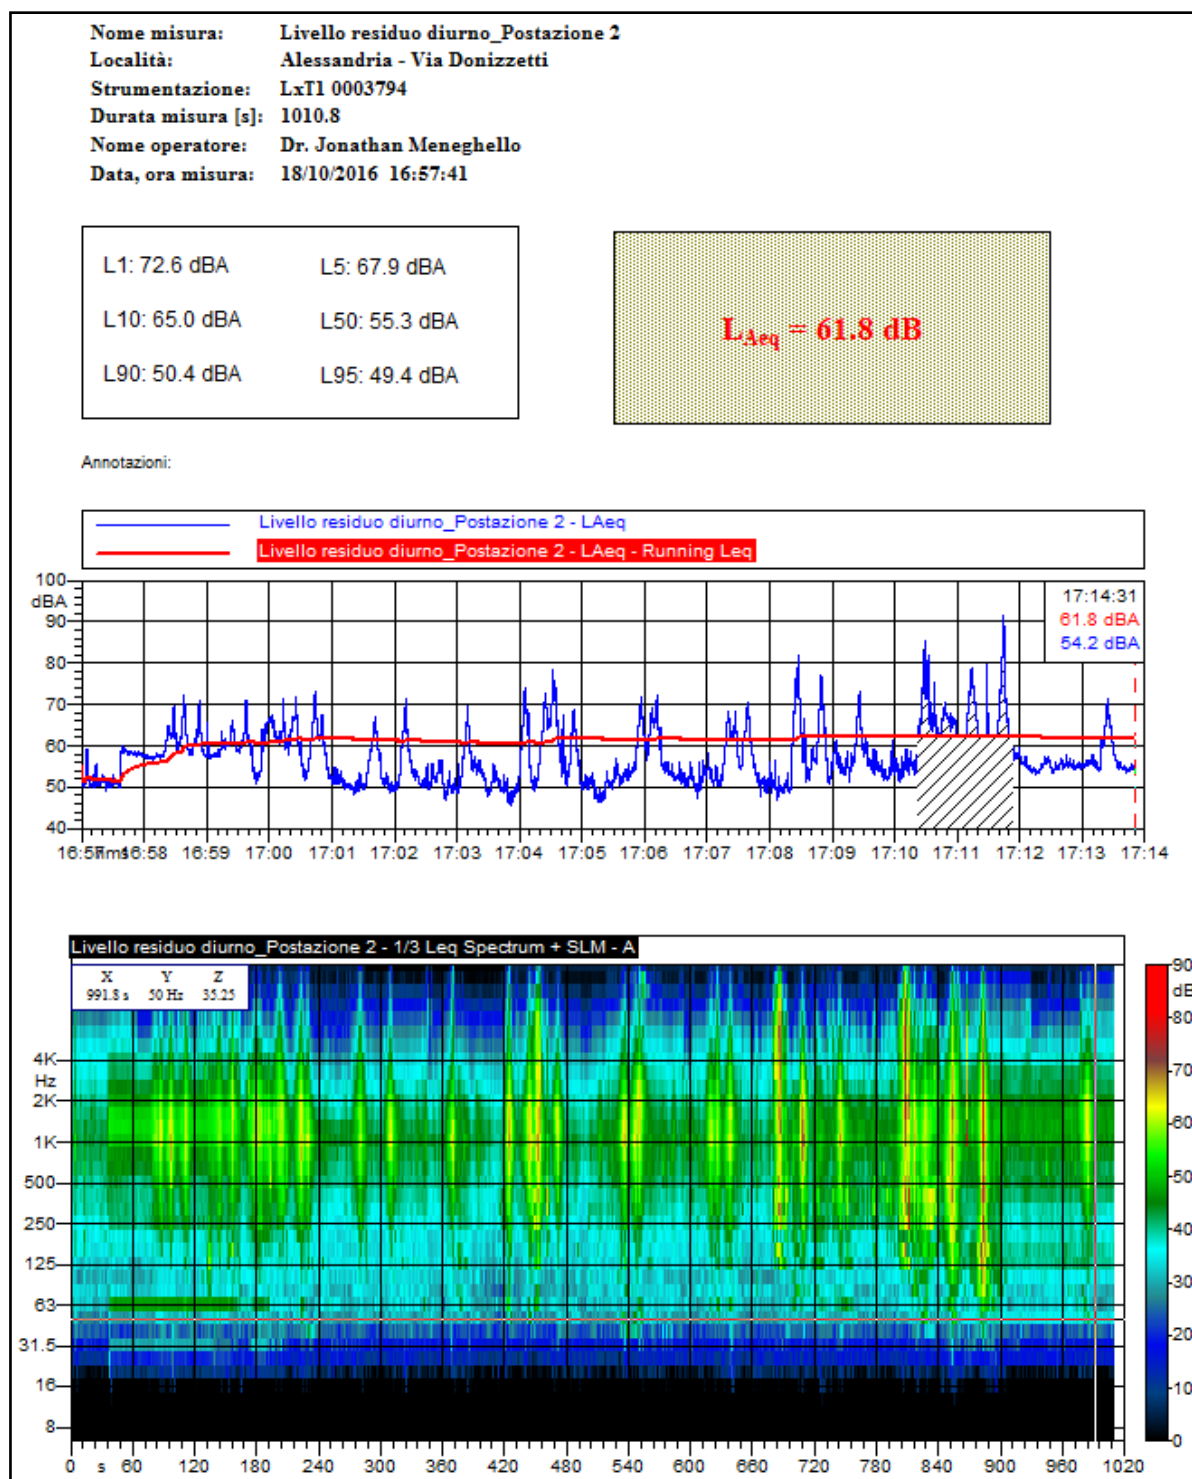 Nome misura: Livello residuo diurno_Postazione 2
Località: Alessandria - Via Donizzetti
Strumentazione: LxT1 0003794
Durata misura [s]: 1010.8
Nome operatore: Dr. Jonathan Meneghello
Data, ora misura: 18/10/2016 16:57:41
L1: 72.6 dBA L5: 67.9 dBA
L10: 65.0 dBA L50: 55.3 dBA
L90: 50.4 dBA L95: 49.4 dBA
LAeq = 61.8 dB
Annotazioni:
Livello residuo diurno_Postazione 2 - LAeq
Livello residuo diurno_Postazione 2 - LAeq - Running Leq
100
dBA
90
80
70
60
50
40
17:14:31
61.8 dBA
54.2 dBA
16:57 hms 16:58 16:59 17:00 17:01 17:02 17:03 17:04 17:05 17:06 17:07 17:08 17:09 17:10 17:11 17:12 17:13 17:14
Livello residuo diurno_Postazione 2 - 1/3 Leq Spectrum + SLM - A
X Y Z
991.8 s 50 Hz 35.25
4K
Hz
2K
1K
500
250
125
63
31.5
16
8
0 s 60 120 180 240 300 360 420 480 540 600 660 720 780 840 900 960 1020
90
dB
80
70
60
50
40
30
20
10
0